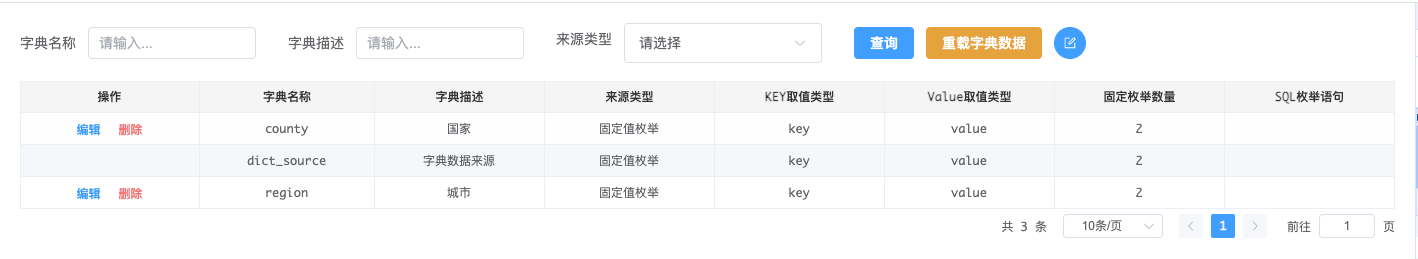 字典名称 请输入... 字典描述 请输入... 来源类型 请选择 查询 重载字典数据
操作 字典名称 字典描述 来源类型 KEY取值类型 Value取值类型 固定枚举数量 SQL枚举语句
编辑 删除 county 国家 固定值枚举 key value 2
dict_source 字典数据来源 固定值枚举 key value 2
编辑 删除 region 城市 固定值枚举 key value 2
共 3 条 10条/页 1 前往 1 页